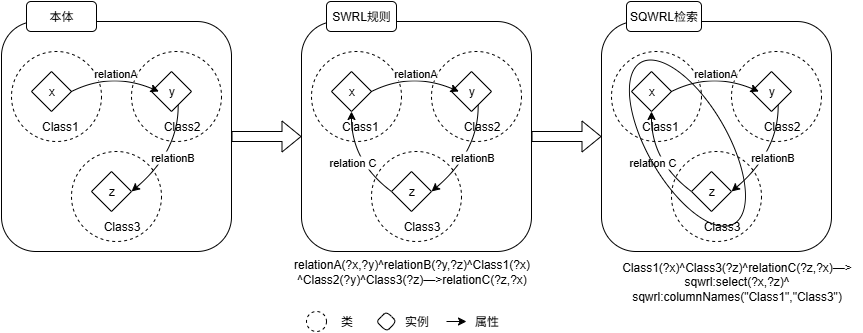 本体
SWRL规则
SQWRL检索
x
relationA
y
Class1
Class2
relationB
z
Class3
x
relationA
y
Class1
Class2
relation C
relationB
z
Class3
x
relationA
y
Class1
Class2
relation C
relationB
z
Class3
relationA(?x,?y)^relationB(?y,?z)^Class1(?x)
^Class2(?y)^Class3(?z)—>relationC(?z,?x)
Class1(?x)^Class3(?z)^relationC(?z,?x)—>
sqwrl:select(?x,?z)^
sqwrl:columnNames("Class1","Class3")
类
实例
属性